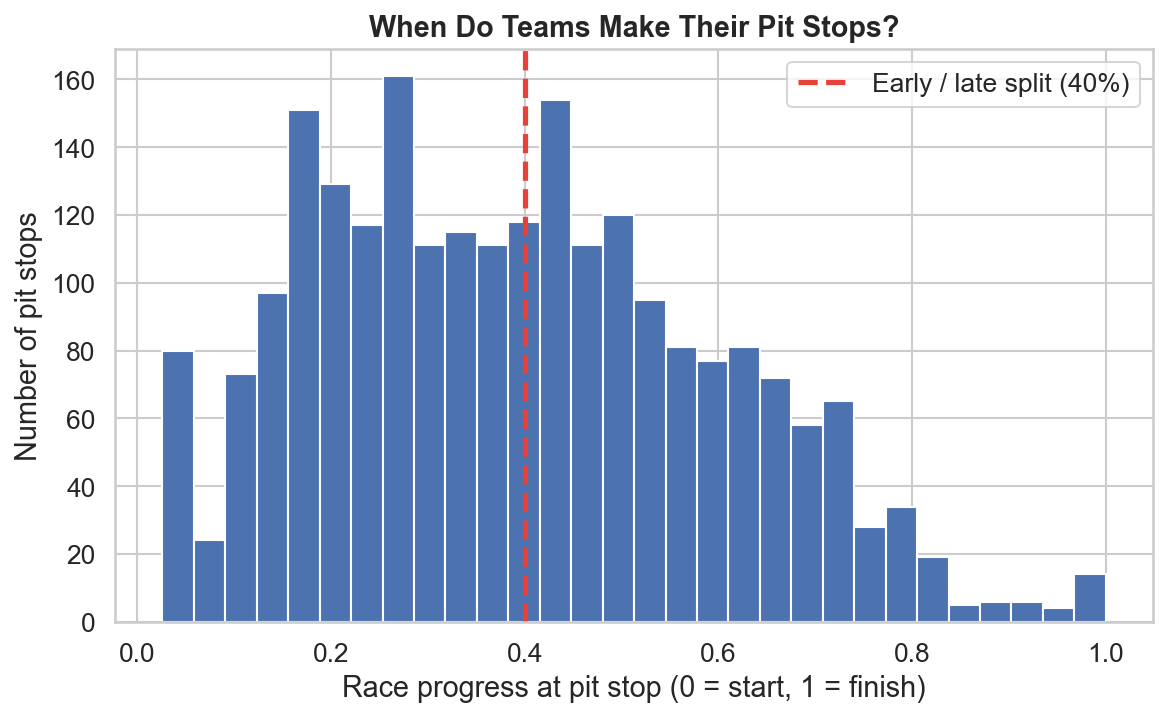 When Do Teams Make Their Pit Stops?
Early / late split (40%)
Number of pit stops
160
140
120
100
80
60
40
20
0
0.0 0.2 0.4 0.6 0.8 1.0
Race progress at pit stop (0 = start, 1 = finish)